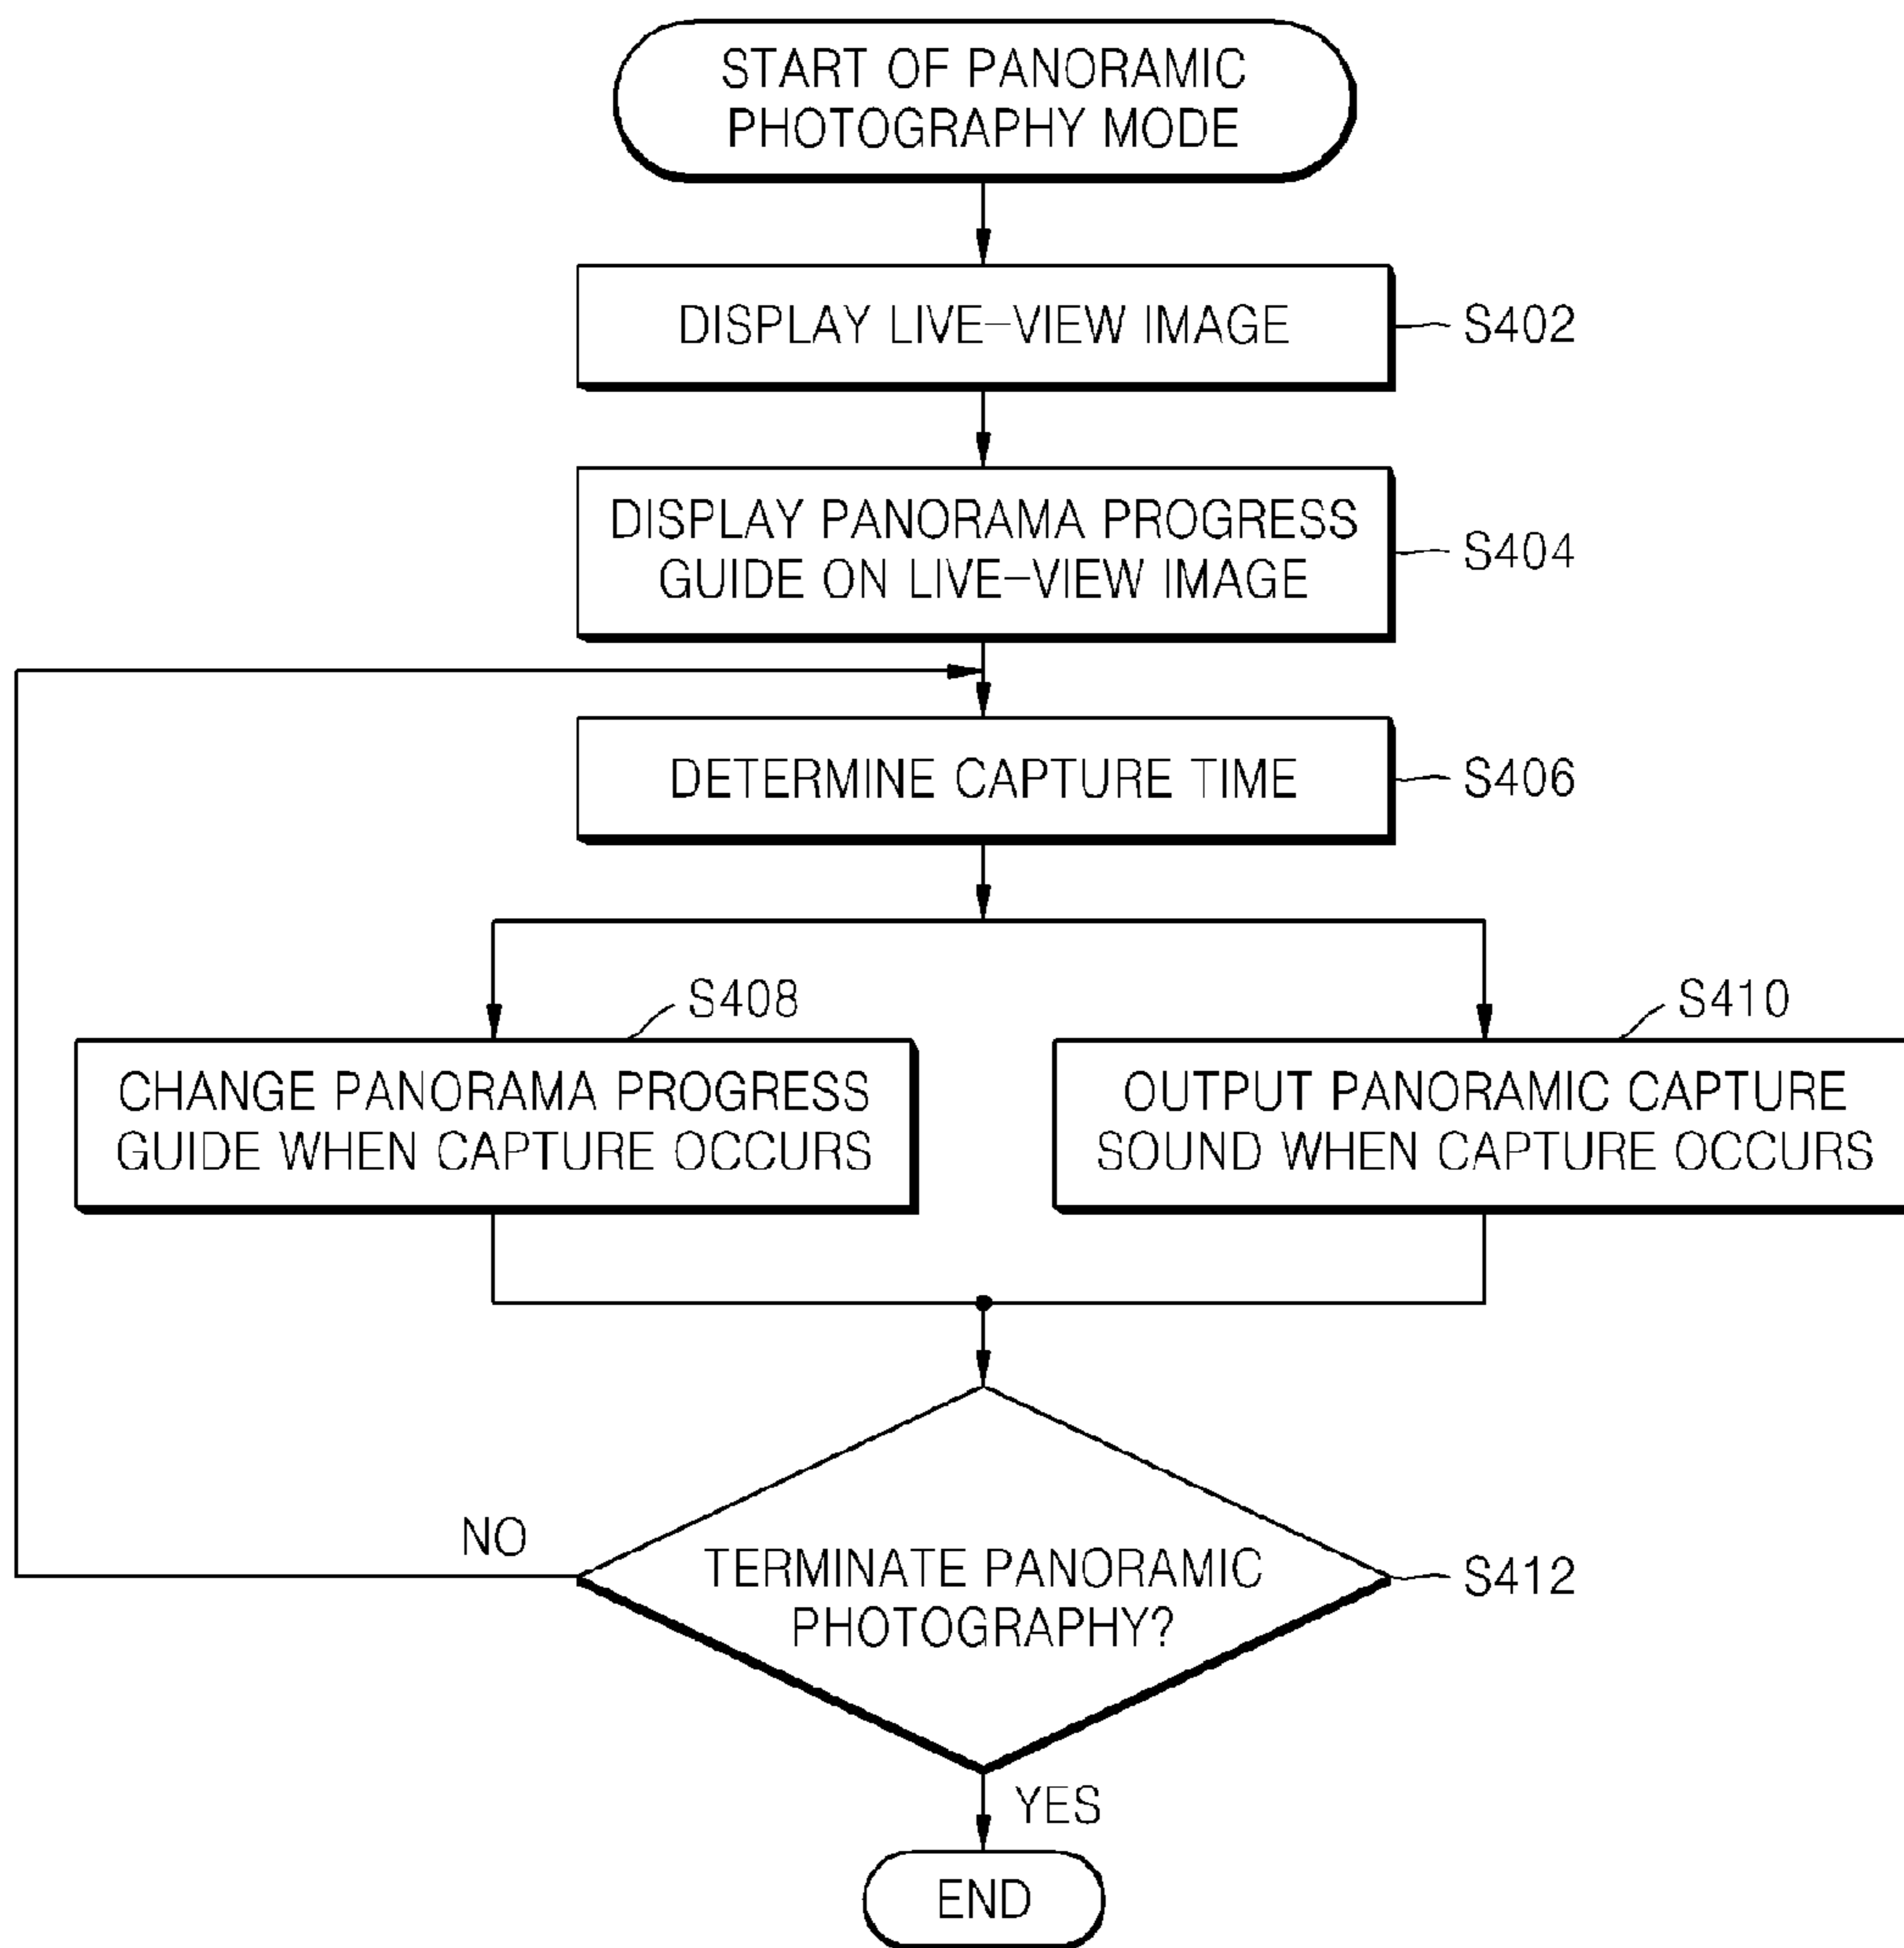 START OF PANORAMIC
PHOTOGRAPHY MODE
DISPLAY LIVE-VIEW IMAGE
S402
DISPLAY PANORAMA PROGRESS
GUIDE ON LIVE-VIEW IMAGE
S404
DETERMINE CAPTURE TIME
S406
S408
CHANGE PANORAMA PROGRESS
GUIDE WHEN CAPTURE OCCURS
S410
OUTPUT PANORAMIC CAPTURE
SOUND WHEN CAPTURE OCCURS
NO
TERMINATE PANORAMIC
PHOTOGRAPHY?
S412
YES
END